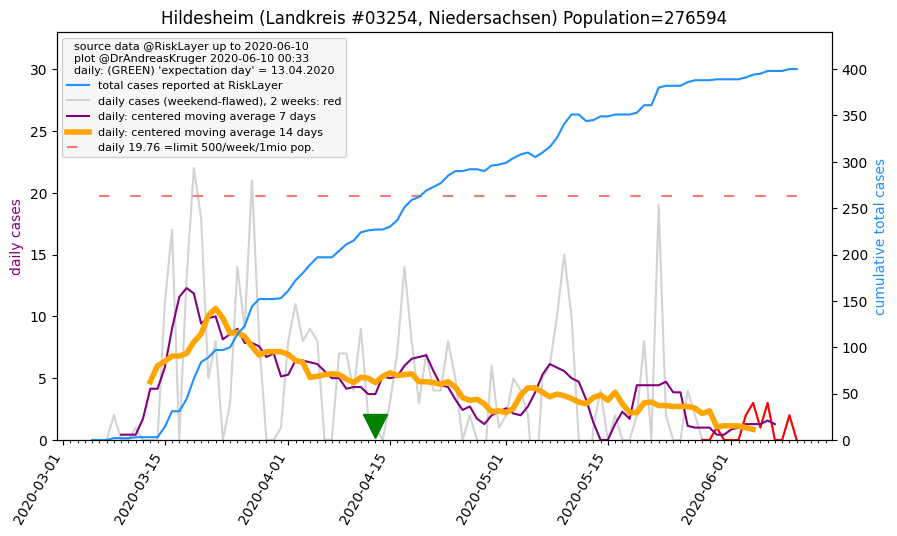 Hildesheim (Landkreis #03254, Niedersachsen) Population=276594
source data @RiskLayer up to 2020-06-10
plot @DrAndreasKruger 2020-06-10 00:33
daily: (GREEN) 'expectation day' = 13.04.2020
total cases reported at RiskLayer
daily cases (weekend-flawed), 2 weeks: red
daily: centered moving average 7 days
daily: centered moving average 14 days
daily 19.76 =limit 500/week/1mio pop.
daily cases
30
25
20
15
10
5
0
cumulative total cases
400
350
300
250
200
150
100
50
0
2020-03-01
2020-03-15
2020-04-01
2020-04-15
2020-05-01
2020-05-15
2020-06-01